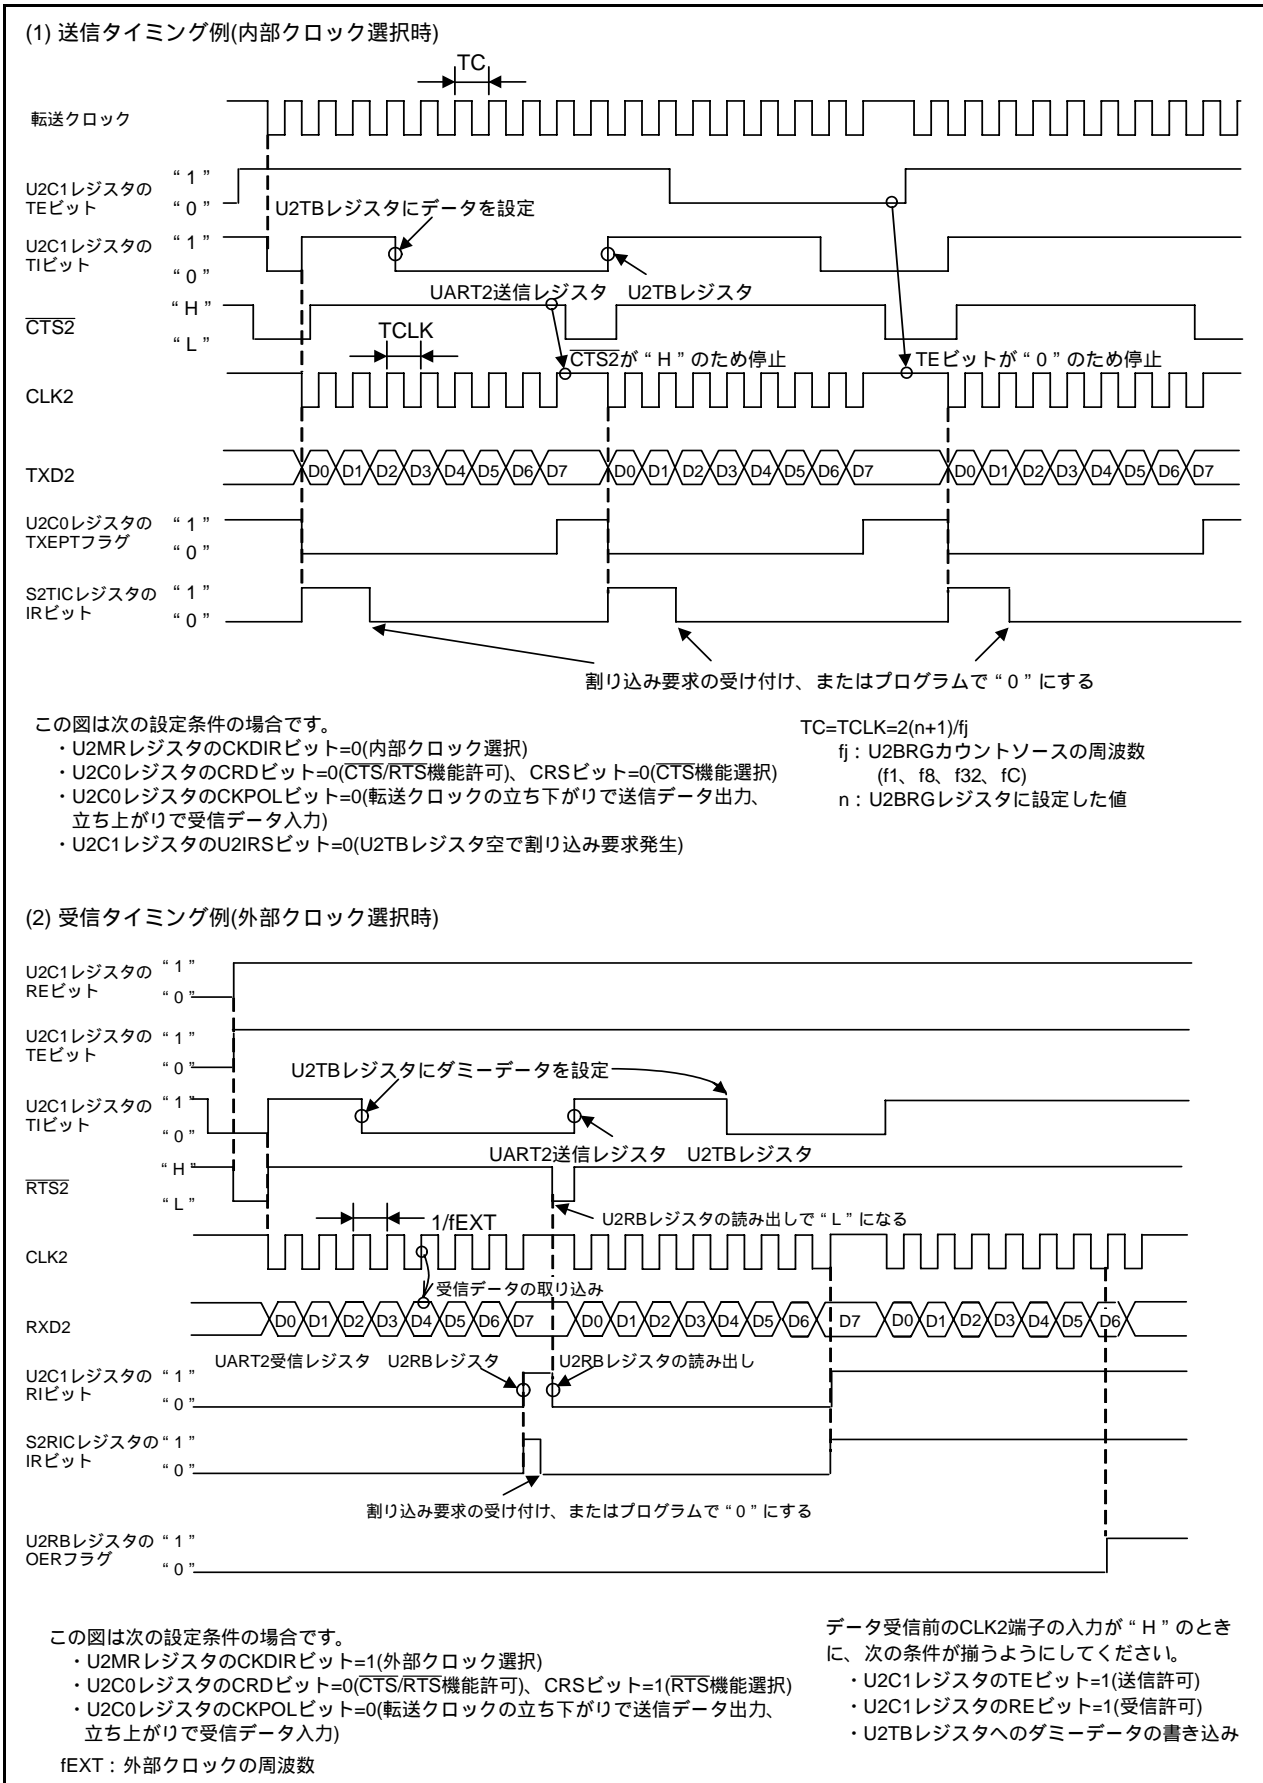 (1) 送信タイミング例(内部クロック選択時)
TC
転送クロック
U2C1レジスタの
TEビット
“ 1 ”
“ 0 ”
U2TBレジスタにデータを設定
U2C1レジスタの
TIビット
“ 1 ”
“ 0 ”
UART2送信レジスタ U2TBレジスタ
CTS2
“ H ”
“ L ”
TCLK
CTS2が “ H ” のため停止
TEビットが “ 0 ” のため停止
CLK2
TXD2
D0 D1 D2 D3 D4 D5 D6 D7 D0 D1 D2 D3 D4 D5 D6 D7 D0 D1 D2 D3 D4 D5 D6 D7
U2C0レジスタの
TXEPTフラグ
“ 1 ”
“ 0 ”
S2TICレジスタの
IRビット
“ 1 ”
“ 0 ”
割り込み要求の受け付け、またはプログラムで “ 0 ” にする
この図は次の設定条件の場合です。
・U2MRレジスタのCKDIRビット=0(内部クロック選択)
・U2C0レジスタのCRDビット=0(CTS/RTS機能許可)、CRSビット=0(CTS機能選択)
・U2C0レジスタのCKPOLビット=0(転送クロックの立ち下がりで送信データ出力、
立ち上がりで受信データ入力)
・U2C1レジスタのU2IRSビット=0(U2TBレジスタ空で割り込み要求発生)
TC=TCLK=2(n+1)/fj
fj : U2BRGカウントソースの周波数
(f1、f8、f32、fC)
n : U2BRGレジスタに設定した値
(2) 受信タイミング例(外部クロック選択時)
U2C1レジスタの
REビット
“ 1 ”
“ 0 ”
U2C1レジスタの
TEビット
“ 1 ”
“ 0 ”
U2TBレジスタにダミーデータを設定
U2C1レジスタの
TIビット
“ 1 ”
“ 0 ”
UART2送信レジスタ U2TBレジスタ
RTS2
“ H ”
“ L ”
1/fEXT
U2RBレジスタの読み出しで “ L ” になる
CLK2
受信データの取り込み
RXD2
D0 D1 D2 D3 D4 D5 D6 D7 D0 D1 D2 D3 D4 D5 D6 D7 D0 D1 D2 D3 D4 D5 D6
UART2受信レジスタ U2RBレジスタ
U2RBレジスタの読み出し
U2C1レジスタの
RIビット
“ 1 ”
“ 0 ”
S2RICレジスタの
IRビット
“ 1 ”
“ 0 ”
割り込み要求の受け付け、またはプログラムで “ 0 ” にする
U2RBレジスタの
OERフラグ
“ 1 ”
“ 0 ”
この図は次の設定条件の場合です。
・U2MRレジスタのCKDIRビット=1(外部クロック選択)
・U2C0レジスタのCRDビット=0(CTS/RTS機能許可)、CRSビット=1(RTS機能選択)
・U2C0レジスタのCKPOLビット=0(転送クロックの立ち下がりで送信データ出力、
立ち上がりで受信データ入力)
fEXT : 外部クロックの周波数
データ受信前のCLK2端子の入力が “ H ” のとき
に、次の条件が揃うようにしてください。
・U2C1レジスタのTEビット=1(送信許可)
・U2C1レジスタのREビット=1(受信許可)
・U2TBレジスタへのダミーデータの書き込み